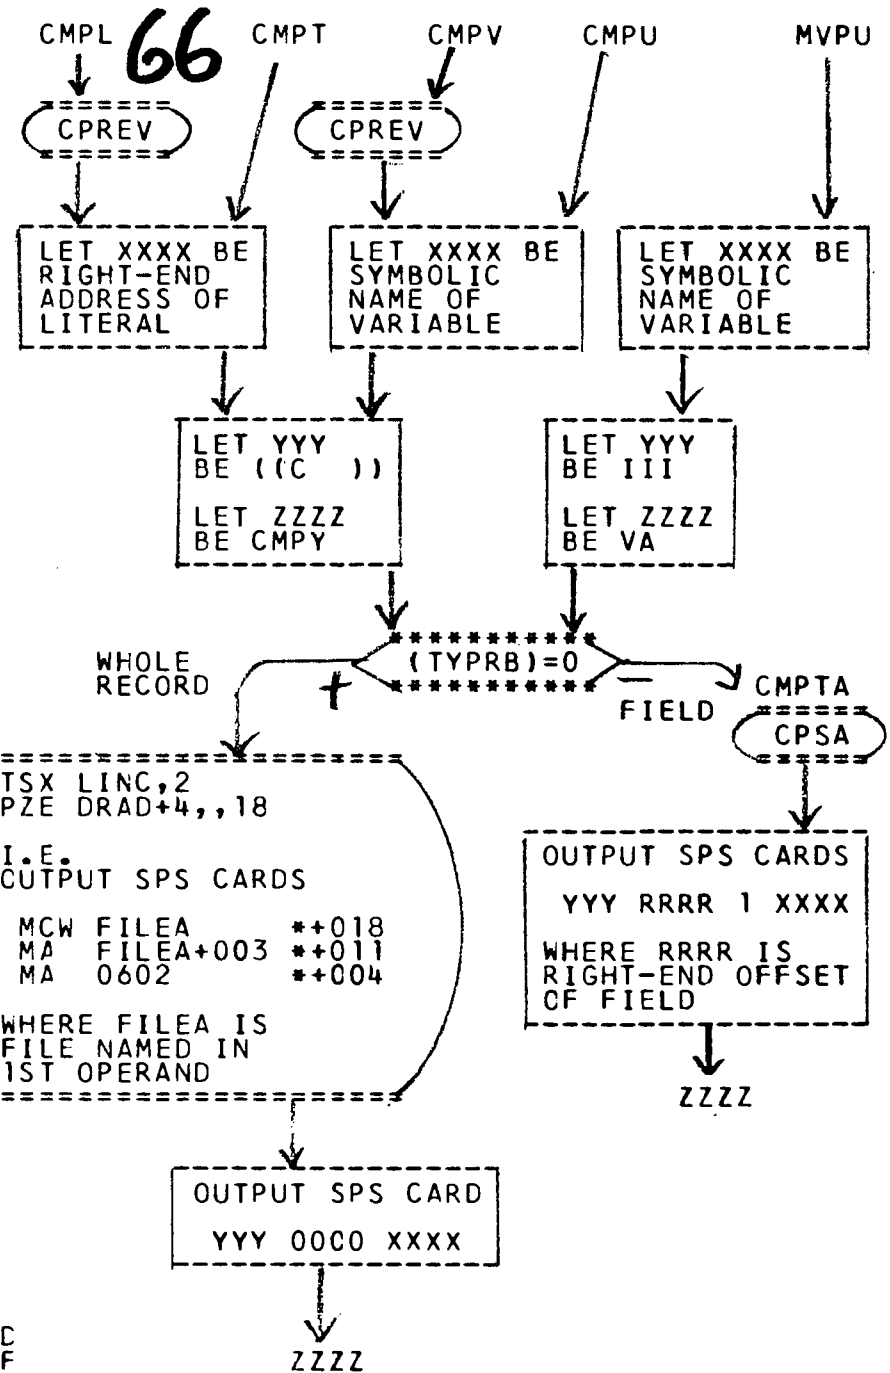 CMPL 66 CMPT CMPV CMPU MVPU
CPREV CPREV
LET XXXX BE
RIGHT-END
ADDRESS OF
LITERAL
LET XXXX BE
SYMBOLIC
NAME OF
VARIABLE
LET XXXX BE
SYMBOLIC
NAME OF
VARIABLE
LET YYY
BE ((C  ))
LET ZZZZ
BE CMPY
LET YYY
BE III
LET ZZZZ
BE VA
***********
(TYPRB)=0
***********
WHOLE
RECORD
+
−
FIELD
CMPTA
CPSA
TSX LINC,2
PZE DRAD+4,,18
I.E.
OUTPUT SPS CARDS
MCW FILEA *+018
MA FILEA+003 *+011
MA 0602 *+004
WHERE FILEA IS
FILE NAMED IN
1ST OPERAND
OUTPUT SPS CARDS
YYY RRRR 1 XXXX
WHERE RRRR IS
RIGHT-END OFFSET
OF FIELD
ZZZZ
OUTPUT SPS CARD
YYY 0000 XXXX
D
F
ZZZZ